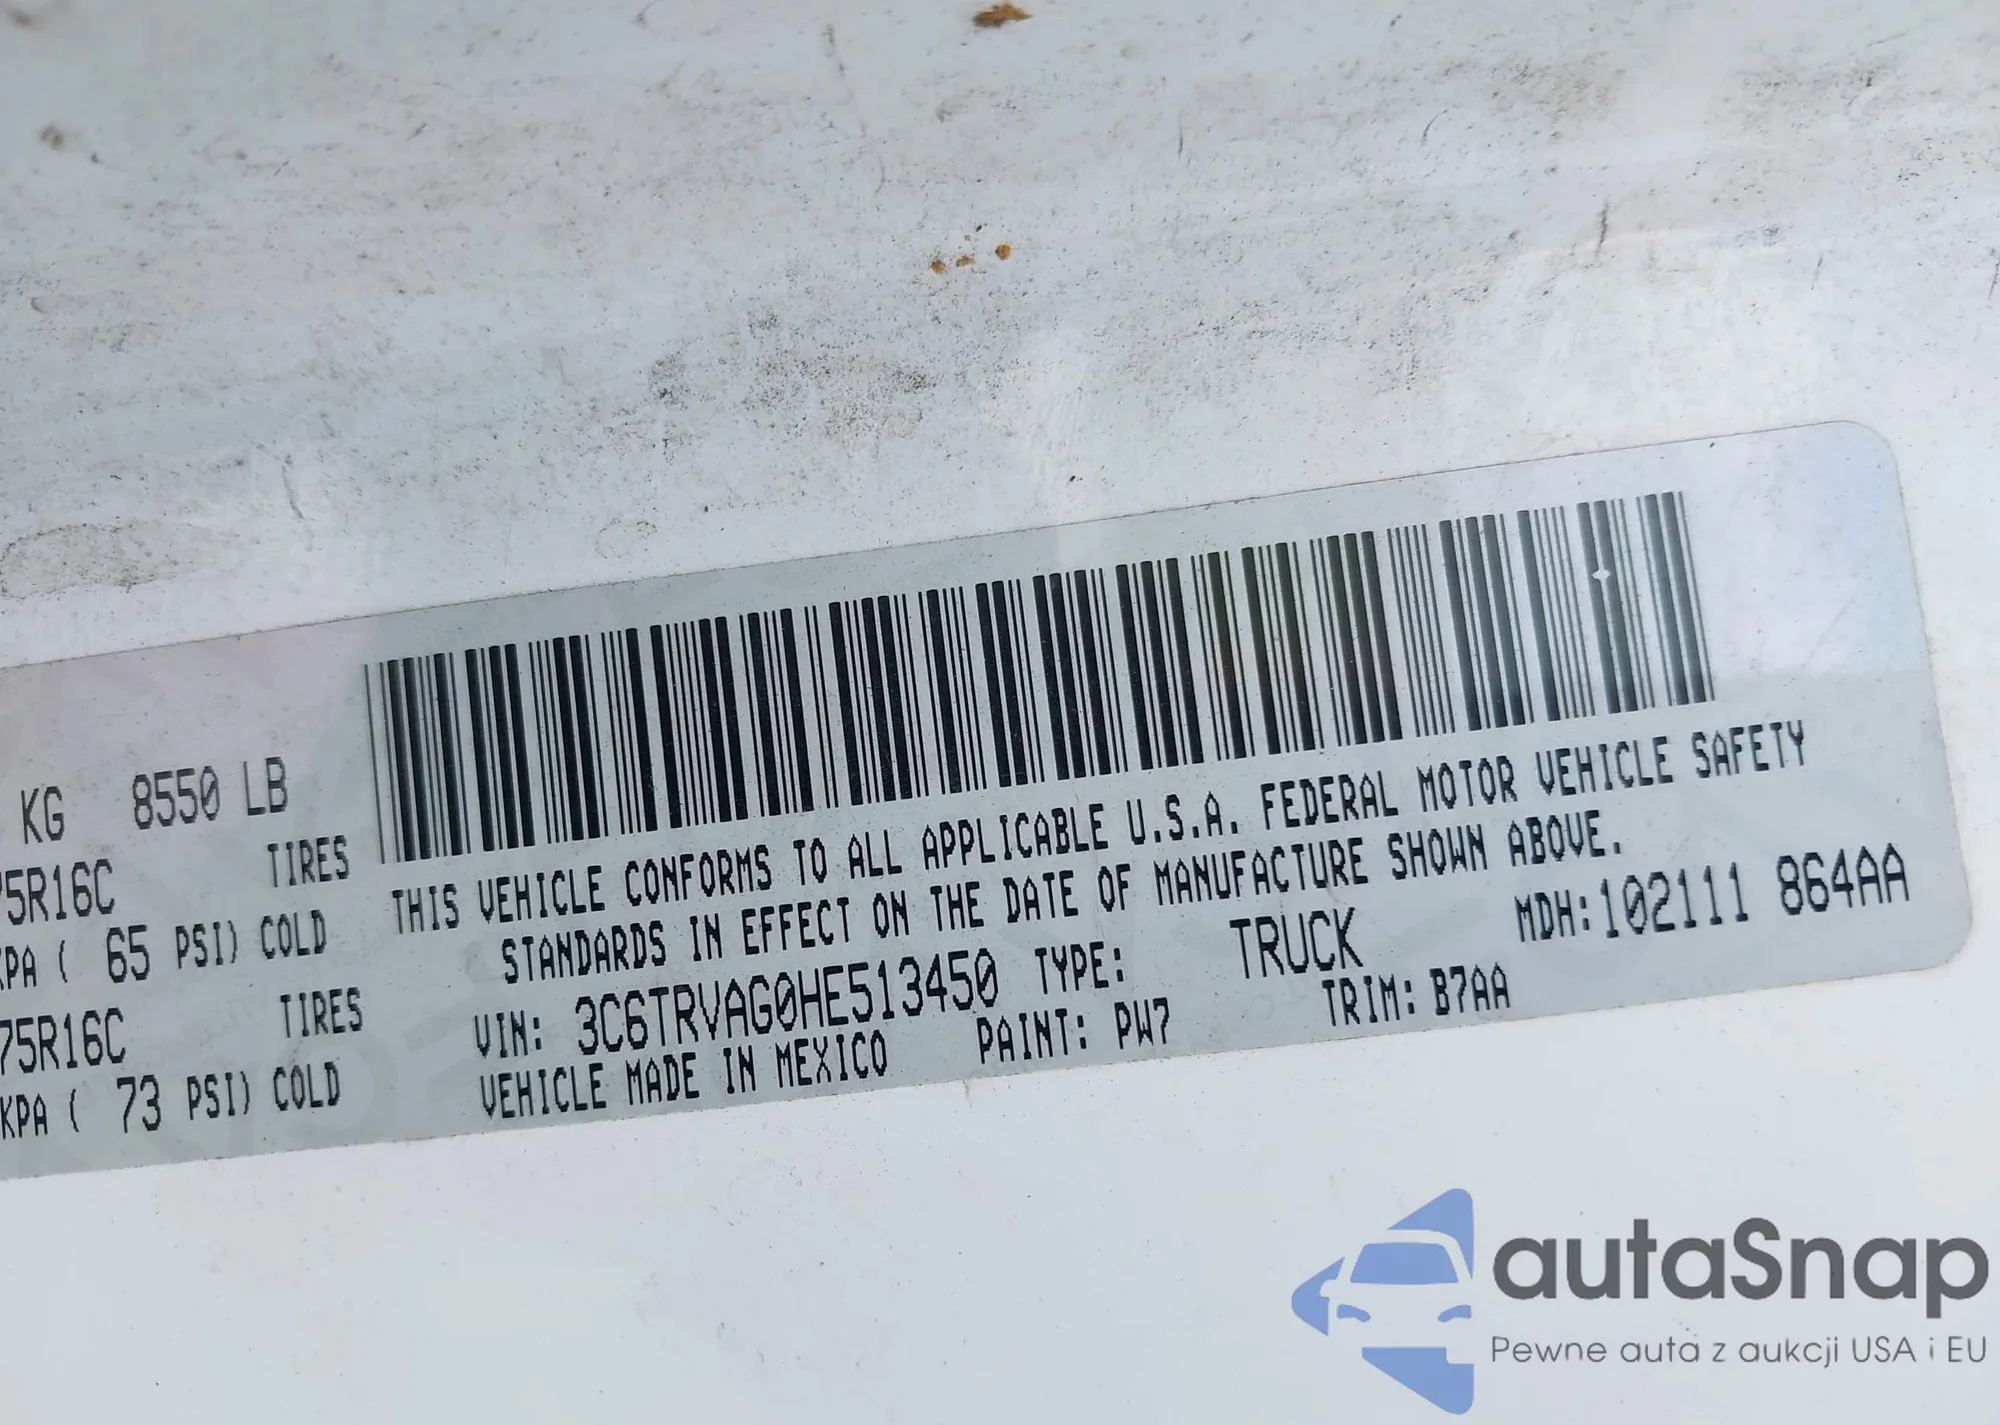 KG 8550 LB
75R16C TIRES
KPA ( 65 PSI) COLD
75R16C TIRES
KPA ( 73 PSI) COLD
THIS VEHICLE CONFORMS TO ALL APPLICABLE U.S.A. FEDERAL MOTOR VEHICLE SAFETY
STANDARDS IN EFFECT ON THE DATE OF MANUFACTURE SHOWN ABOVE.
MDH:102111 864AA
VIN: 3C6TRVAG0HE513450 TYPE: TRUCK
VEHICLE MADE IN MEXICO PAINT: PW7 TRIM: B7AA
autaSnap
Pewne auta z aukcji USA i EU